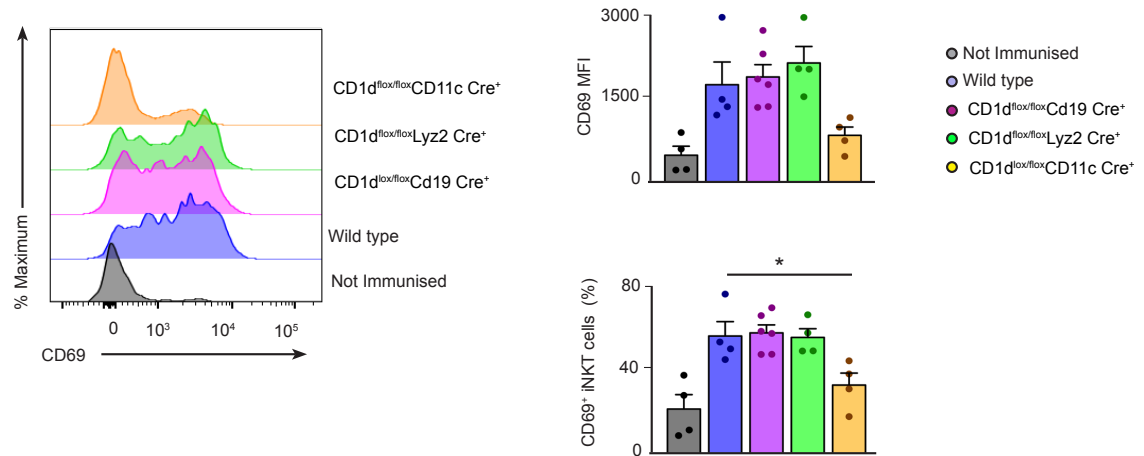 % Maximum
CD1dflox/floxCD11c Cre+
CD1dflox/floxLyz2 Cre+
CD1dlox/floxCd19 Cre+
Wild type
Not Immunised
0 10³ 10⁴ 10⁵
CD69
CD69 MFI
3000
1500
0
Not Immunised
Wild type
CD1dflox/floxCd19 Cre+
CD1dflox/floxLyz2 Cre+
CD1dlox/floxCD11c Cre+
CD69+ iNKT cells (%)
*
80
40
0